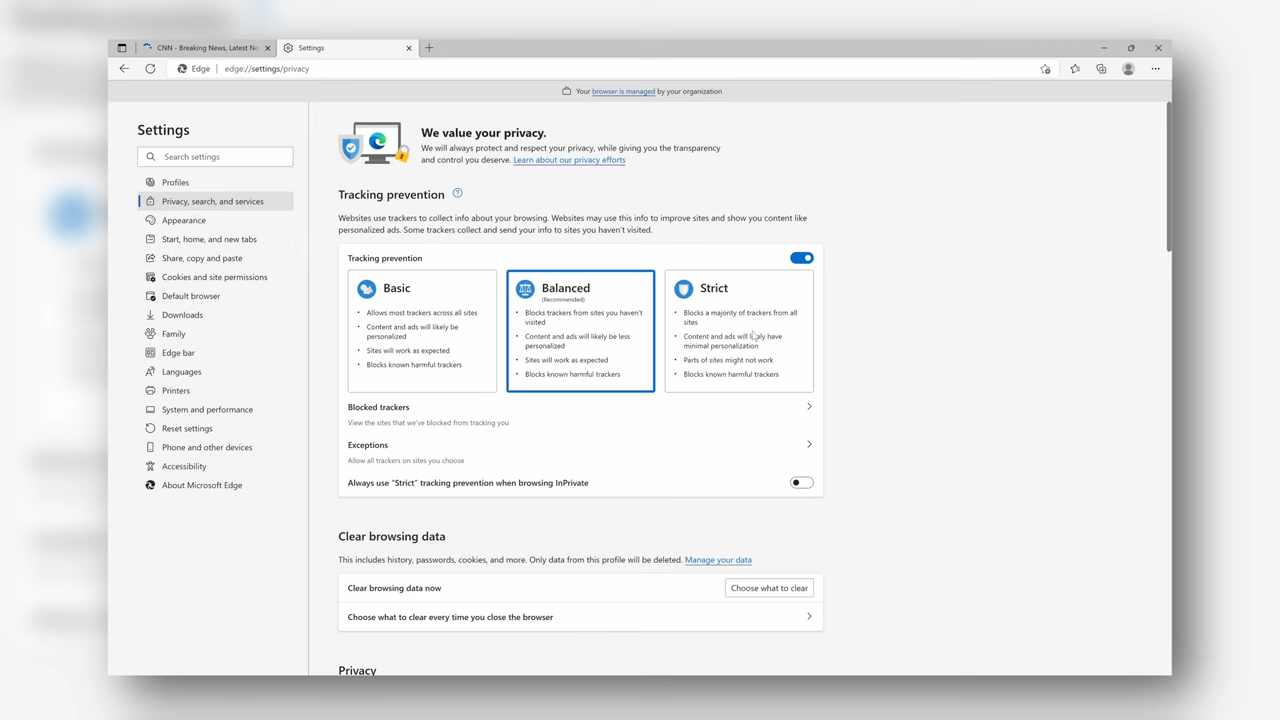 CNN - Breaking News, Latest Ne
Settings
Edge
edge://settings/privacy
Your browser is managed by your organization
Settings
Search settings
Profiles
Privacy, search, and services
Appearance
Start, home, and new tabs
Share, copy and paste
Cookies and site permissions
Default browser
Downloads
Family
Edge bar
Languages
Printers
System and performance
Reset settings
Phone and other devices
Accessibility
About Microsoft Edge
We value your privacy.
We will always protect and respect your privacy, while giving you the transparency
and control you deserve. Learn about our privacy efforts
Tracking prevention
Websites use trackers to collect info about your browsing. Websites may use this info to improve sites and show you content like
personalized ads. Some trackers collect and send your info to sites you haven't visited.
Tracking prevention
Basic
• Allows most trackers across all sites
• Content and ads will likely be
personalized
• Sites will work as expected
• Blocks known harmful trackers
Balanced
(Recommended)
• Blocks trackers from sites you haven't
visited
• Content and ads will likely be less
personalized
• Sites will work as expected
• Blocks known harmful trackers
Strict
• Blocks a majority of trackers from all
sites
• Content and ads will likely have
minimal personalization
• Parts of sites might not work
• Blocks known harmful trackers
Blocked trackers
View the sites that we've blocked from tracking you
Exceptions
Allow all trackers on sites you choose
Always use "Strict" tracking prevention when browsing InPrivate
Clear browsing data
This includes history, passwords, cookies, and more. Only data from this profile will be deleted. Manage your data
Clear browsing data now
Choose what to clear
Choose what to clear every time you close the browser
Privacy